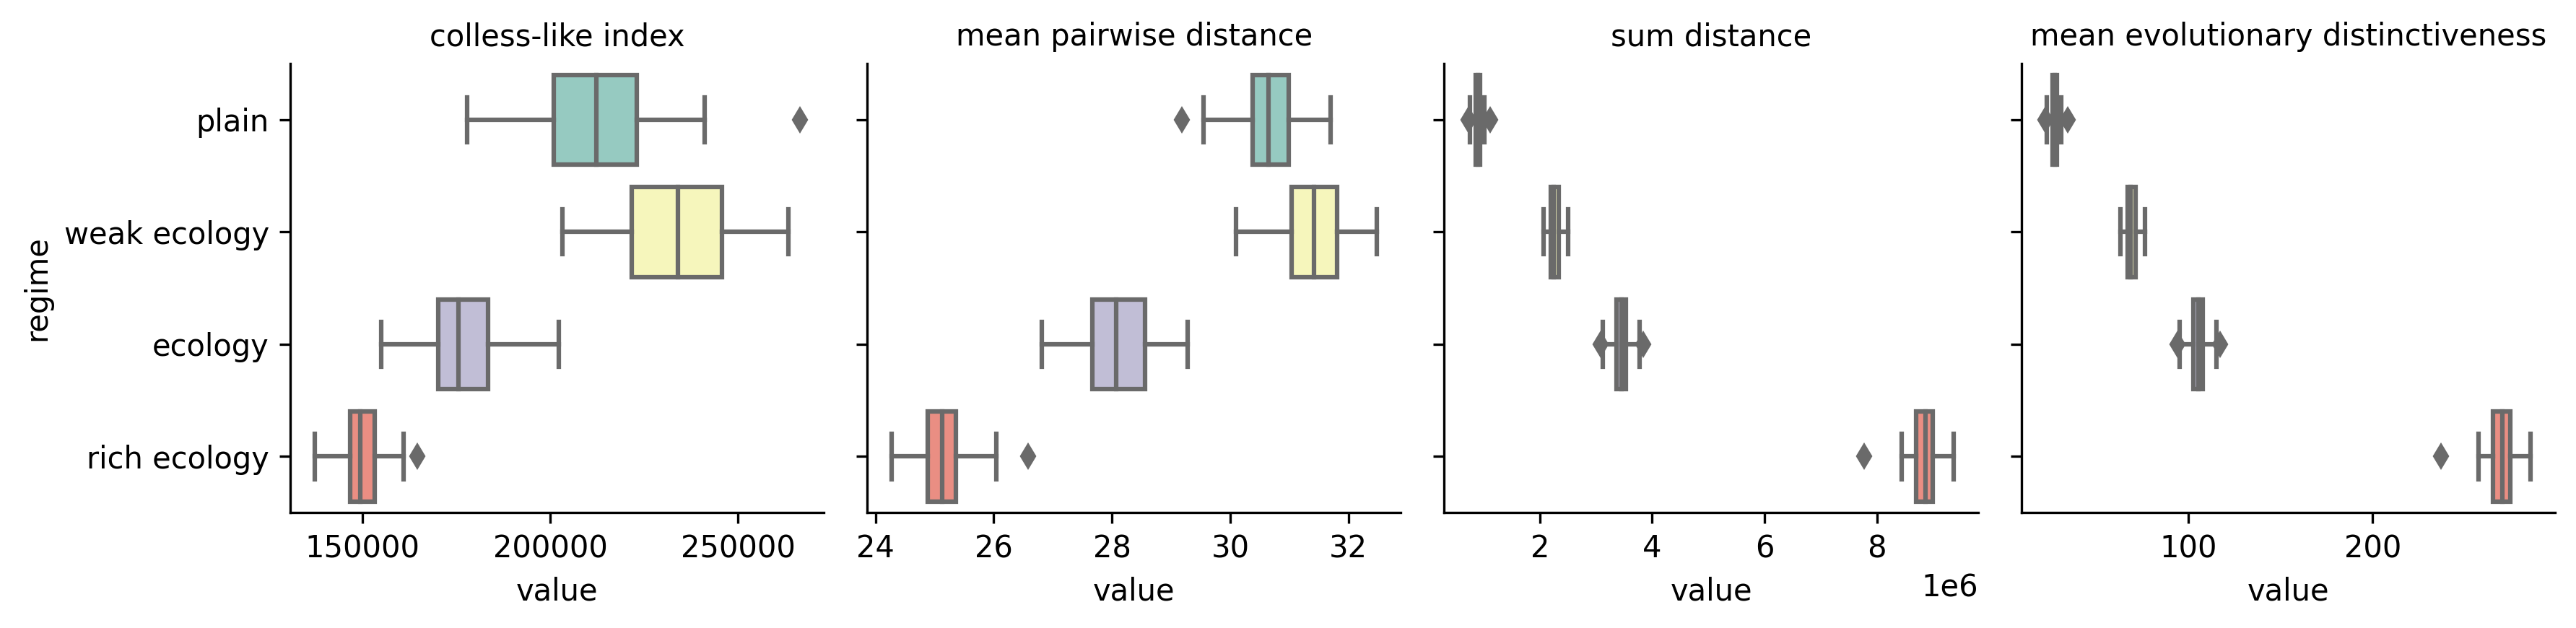 colless-like index
mean pairwise distance
sum distance
mean evolutionary distinctiveness
regime
plain
weak ecology
ecology
rich ecology
150000 200000 250000
24 26 28 30 32
2 4 6 8
1e6
100 200
value
value
value
value